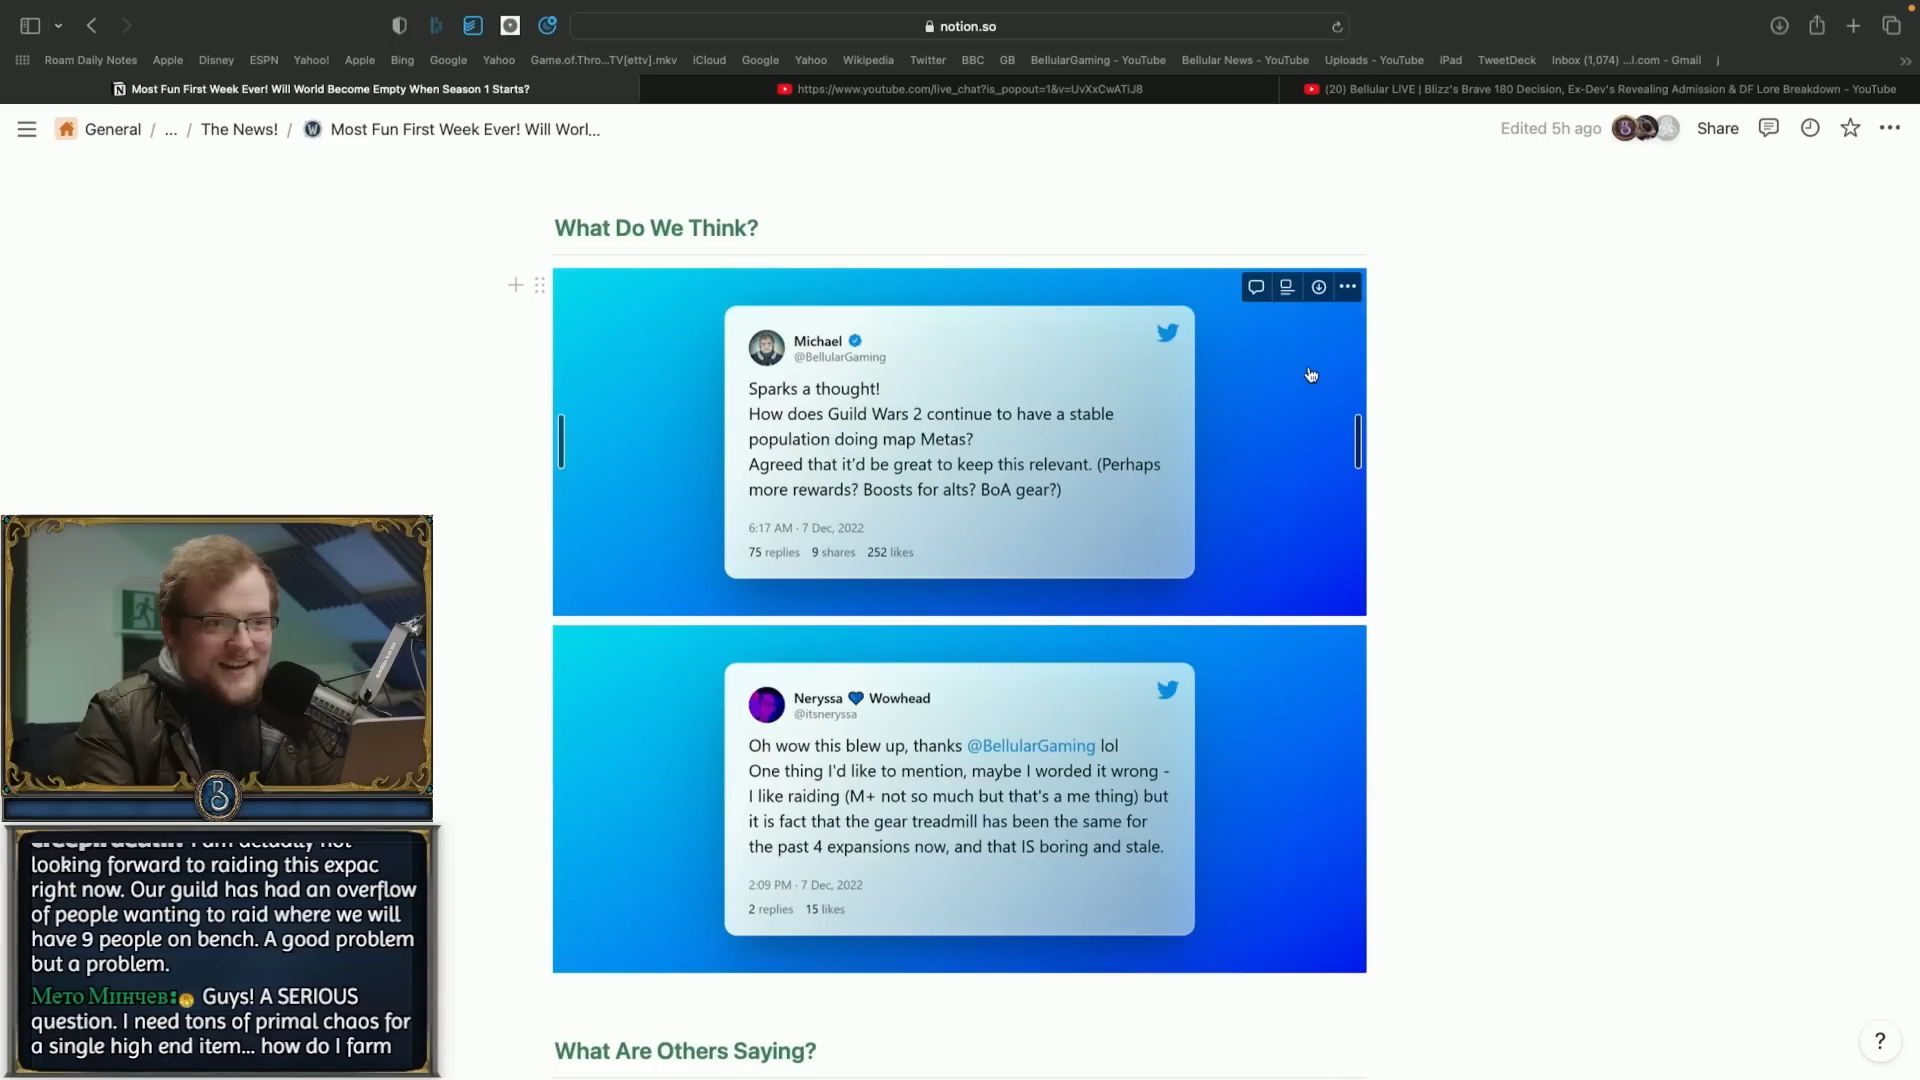 notion.so
Roam Daily Notes Apple Disney ESPN Yahoo! Apple Bing Google Yahoo Game.of.Thro...TV[ettv].mkv iCloud Google Yahoo Wikipedia Twitter BBC GB BellularGaming - YouTube Bellular News - YouTube Uploads - YouTube iPad TweetDeck Inbox (1,074) ...l.com - Gmail j
Most Fun First Week Ever! Will World Become Empty When Season 1 Starts?
https://www.youtube.com/live_chat?is_popout=1&v=UvXxCwATiJ8
(20) Bellular LIVE | Blizz's Brave 180 Decision, Ex-Dev's Revealing Admission & DF Lore Breakdown - YouTube
General / ... / The News! / Most Fun First Week Ever! Will Worl...
Edited 5h ago Share
What Do We Think?
Michael
@BellularGaming
Sparks a thought!
How does Guild Wars 2 continue to have a stable
population doing map Metas?
Agreed that it'd be great to keep this relevant. (Perhaps
more rewards? Boosts for alts? BoA gear?)
6:17 AM · 7 Dec, 2022
75 replies 9 shares 252 likes
Neryssa 💙 Wowhead
@itsneryssa
Oh wow this blew up, thanks @BellularGaming lol
One thing I'd like to mention, maybe I worded it wrong -
I like raiding (M+ not so much but that's a me thing) but
it is fact that the gear treadmill has been the same for
the past 4 expansions now, and that IS boring and stale.
2:09 PM · 7 Dec, 2022
2 replies 15 likes
What Are Others Saying?
B
I am actually not
looking forward to raiding this expac
right now. Our guild has had an overflow
of people wanting to raid where we will
have 9 people on bench. A good problem
but a problem.
Мето Минчев: Guys! A SERIOUS
question. I need tons of primal chaos for
a single high end item... how do I farm
?